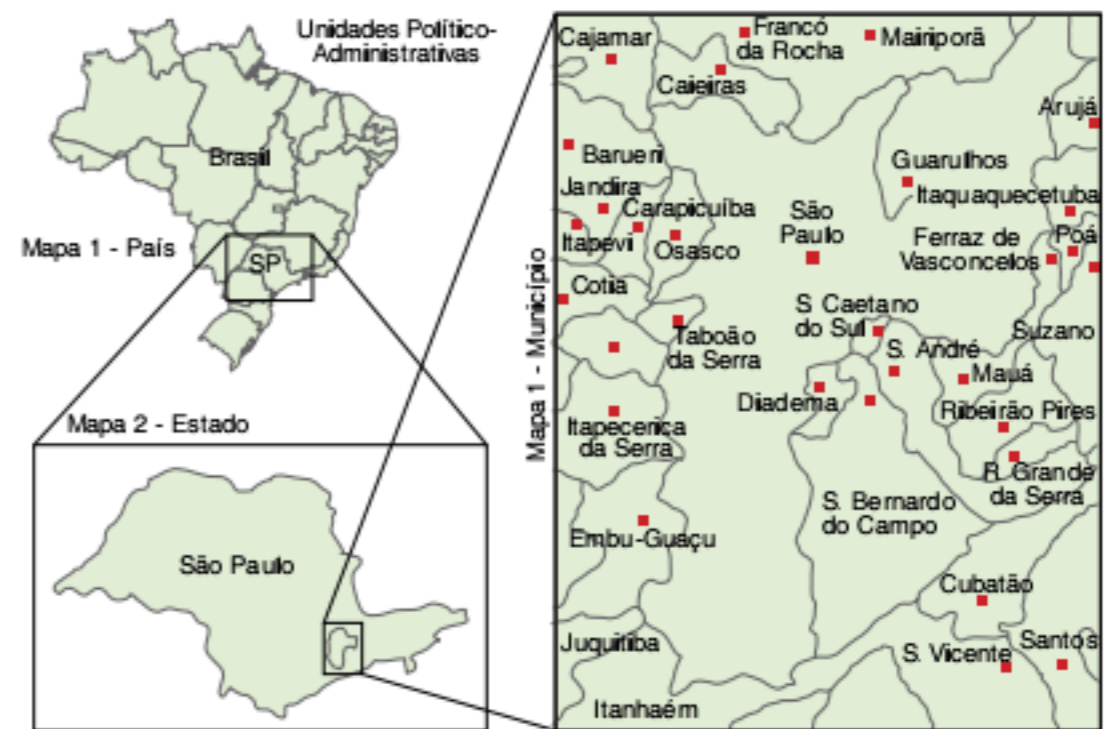 Unidades Político-
Administrativas
Brasil
Mapa 1 - País
SP
Mapa 2 - Estado
São Paulo
Mapa 1 - Município
Cajamar
Franco
da Rocha
Mairiporã
Caieiras
Arujá
Barueri
Guarulhos
Jandira
Itaquaquecetuba
Carapicuíba
São
Paulo
Itapevi
Osasco
Ferraz de
Vasconcelos
Poá
Cotia
S. Caetano
do Sul
Suzano
Taboão
da Serra
S. André
Mauá
Diadema
Ribeirão Pires
Itapecerica
da Serra
R. Grande
da Serra
S. Bernardo
do Campo
Embu-Guaçu
Cubatão
Juquitiba
S. Vicente
Santos
Itanhaém